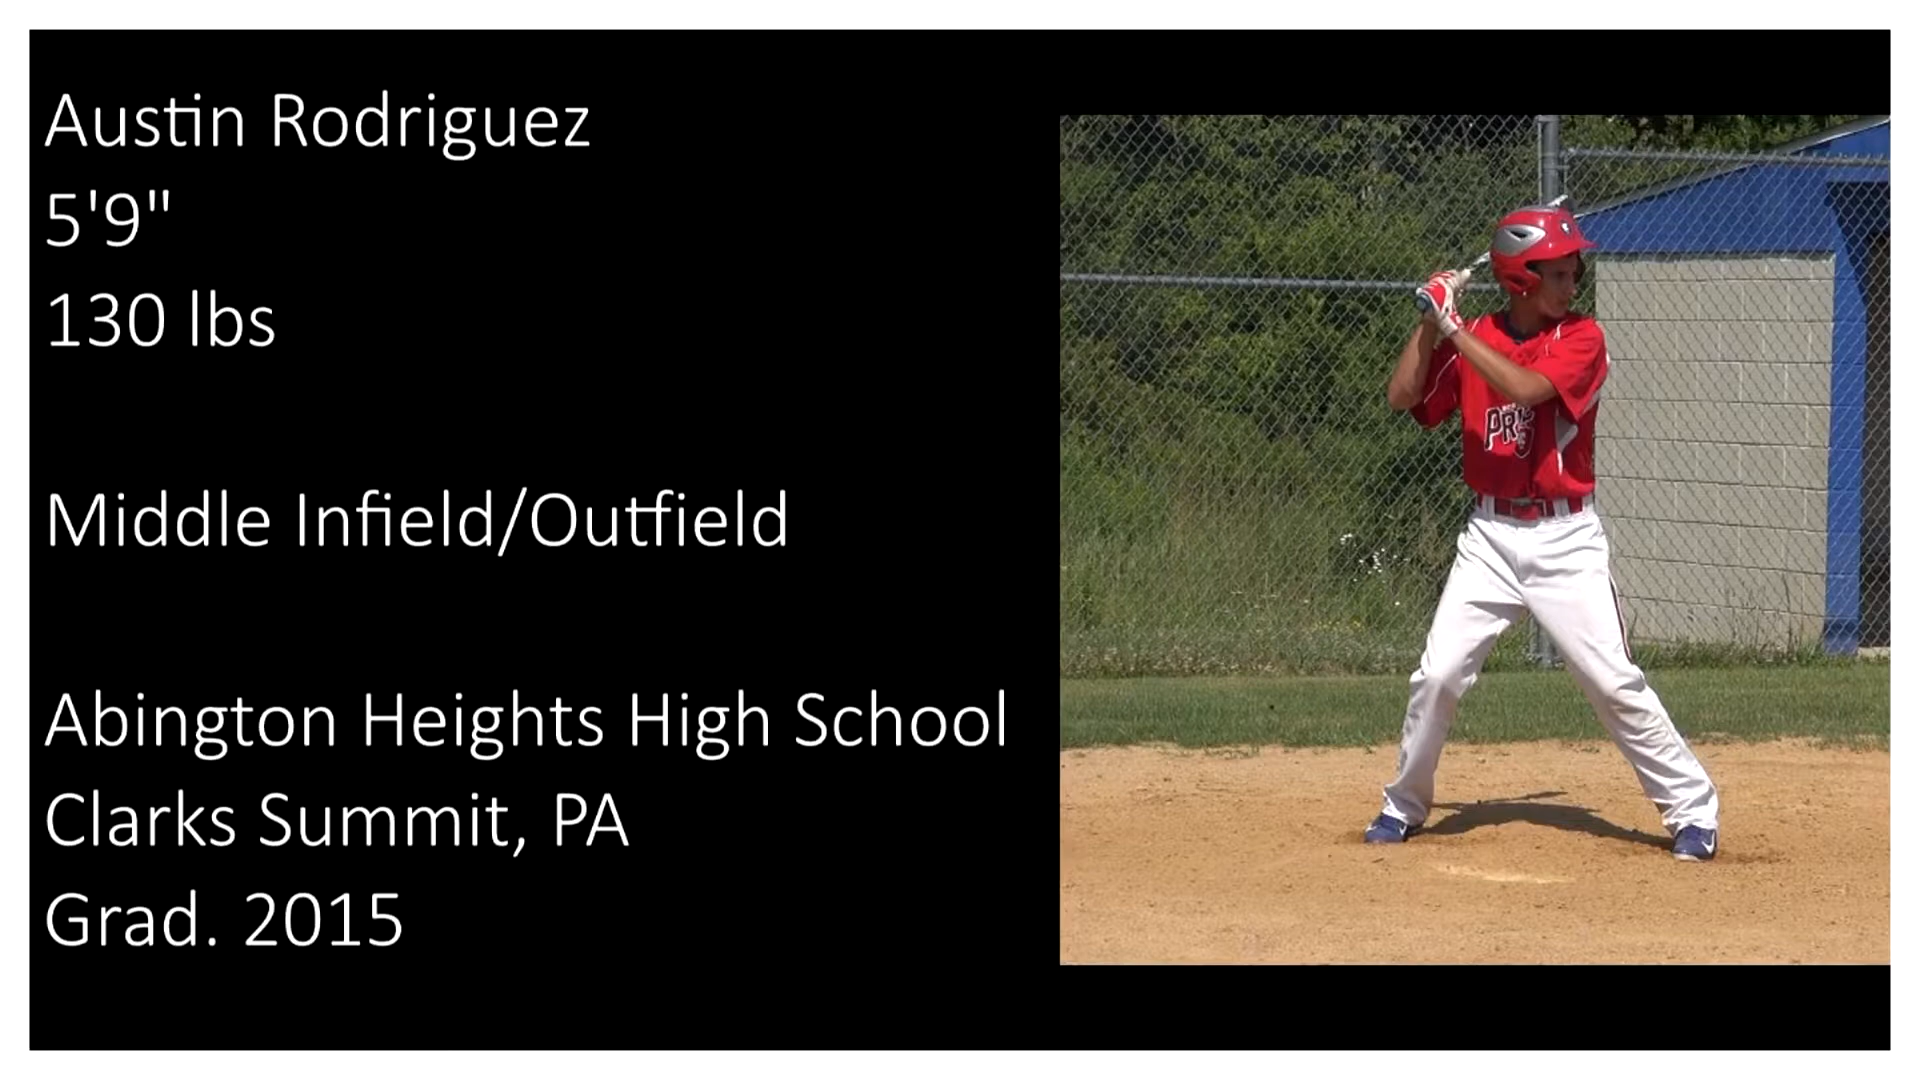 Austin Rodriguez
5'9"
130 lbs
Middle Infield/Outfield
Abington Heights High School
Clarks Summit, PA
Grad. 2015